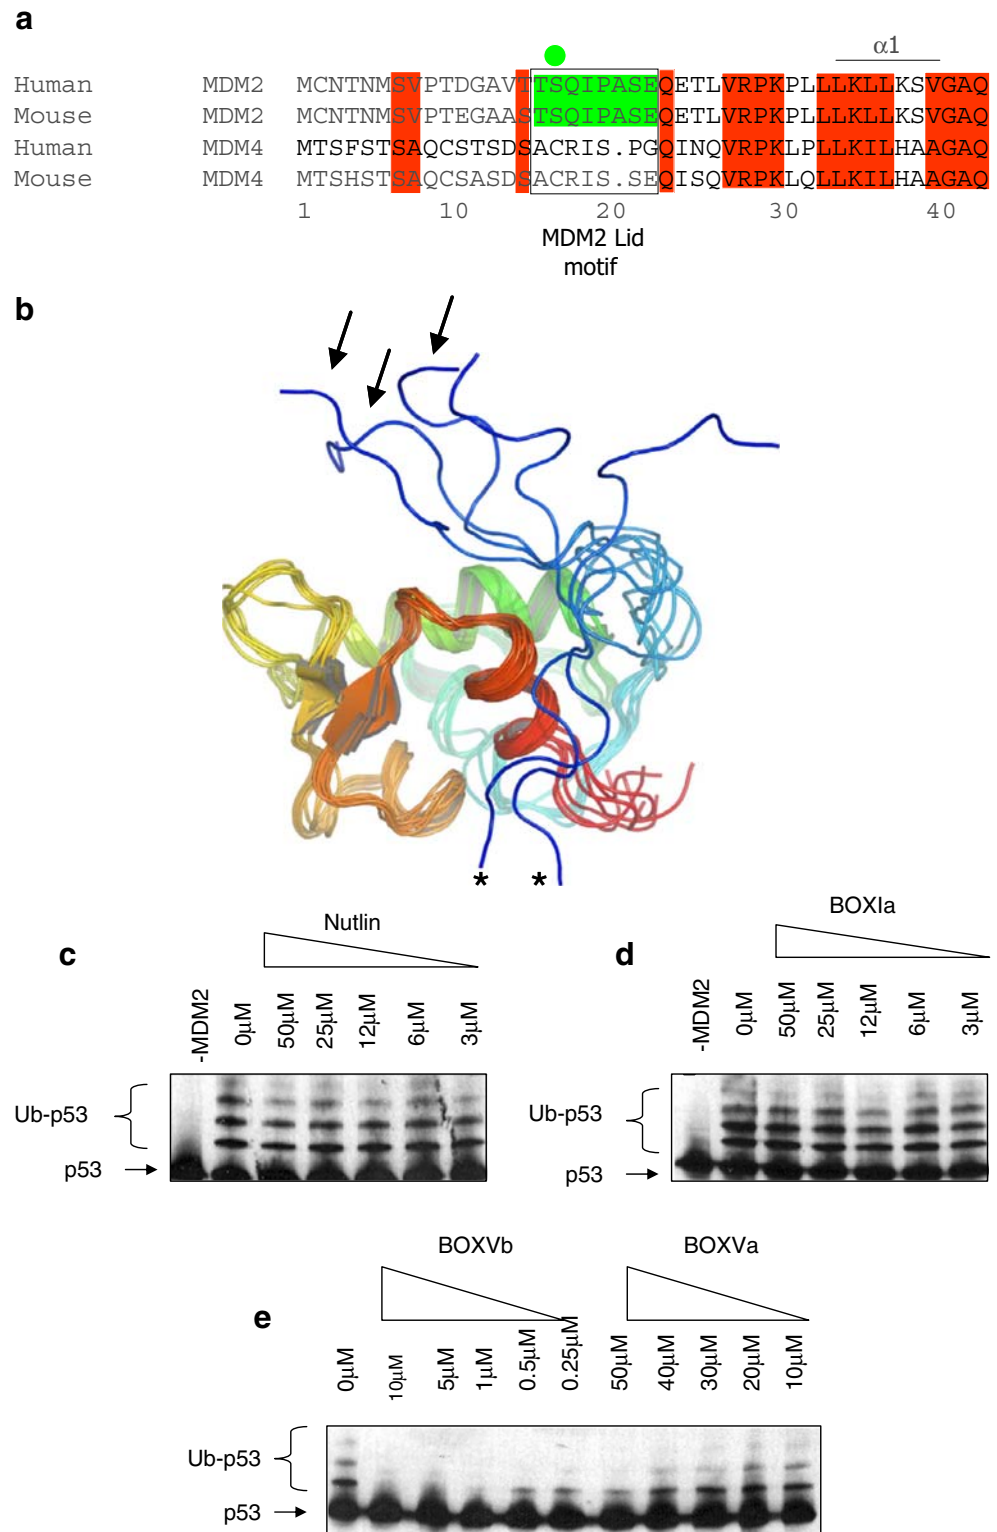 a
α1
Human MDM2 MCNTNMSVPTDGAVTTSQIPASEQETLVRPKPLLLKLLKSVGAQ
Mouse MDM2 MCNTNMSVPTEGAASTSQIPASEQETLVRPKPLLLKLLKSVGAQ
Human MDM4 MTSFSTSAQCSTSDSACRIS.PGQINQVRPKLPLLKILHAAGAQ
Mouse MDM4 MTSHSTSAQCSASDSACRIS.SEQISQVRPKLQLLKILHAAGAQ
1 10 20 30 40
MDM2 Lid
motif
b
* *
c
Nutlin
-MDM2 0µM 50µM 25µM 12µM 6µM 3µM
Ub-p53
p53
d
BOXIa
-MDM2 0µM 50µM 25µM 12µM 6µM 3µM
Ub-p53
p53
e
BOXVb BOXVa
0µM 10µM 5µM 1µM 0.5µM 0.25µM 50µM 40µM 30µM 20µM 10µM
Ub-p53
p53